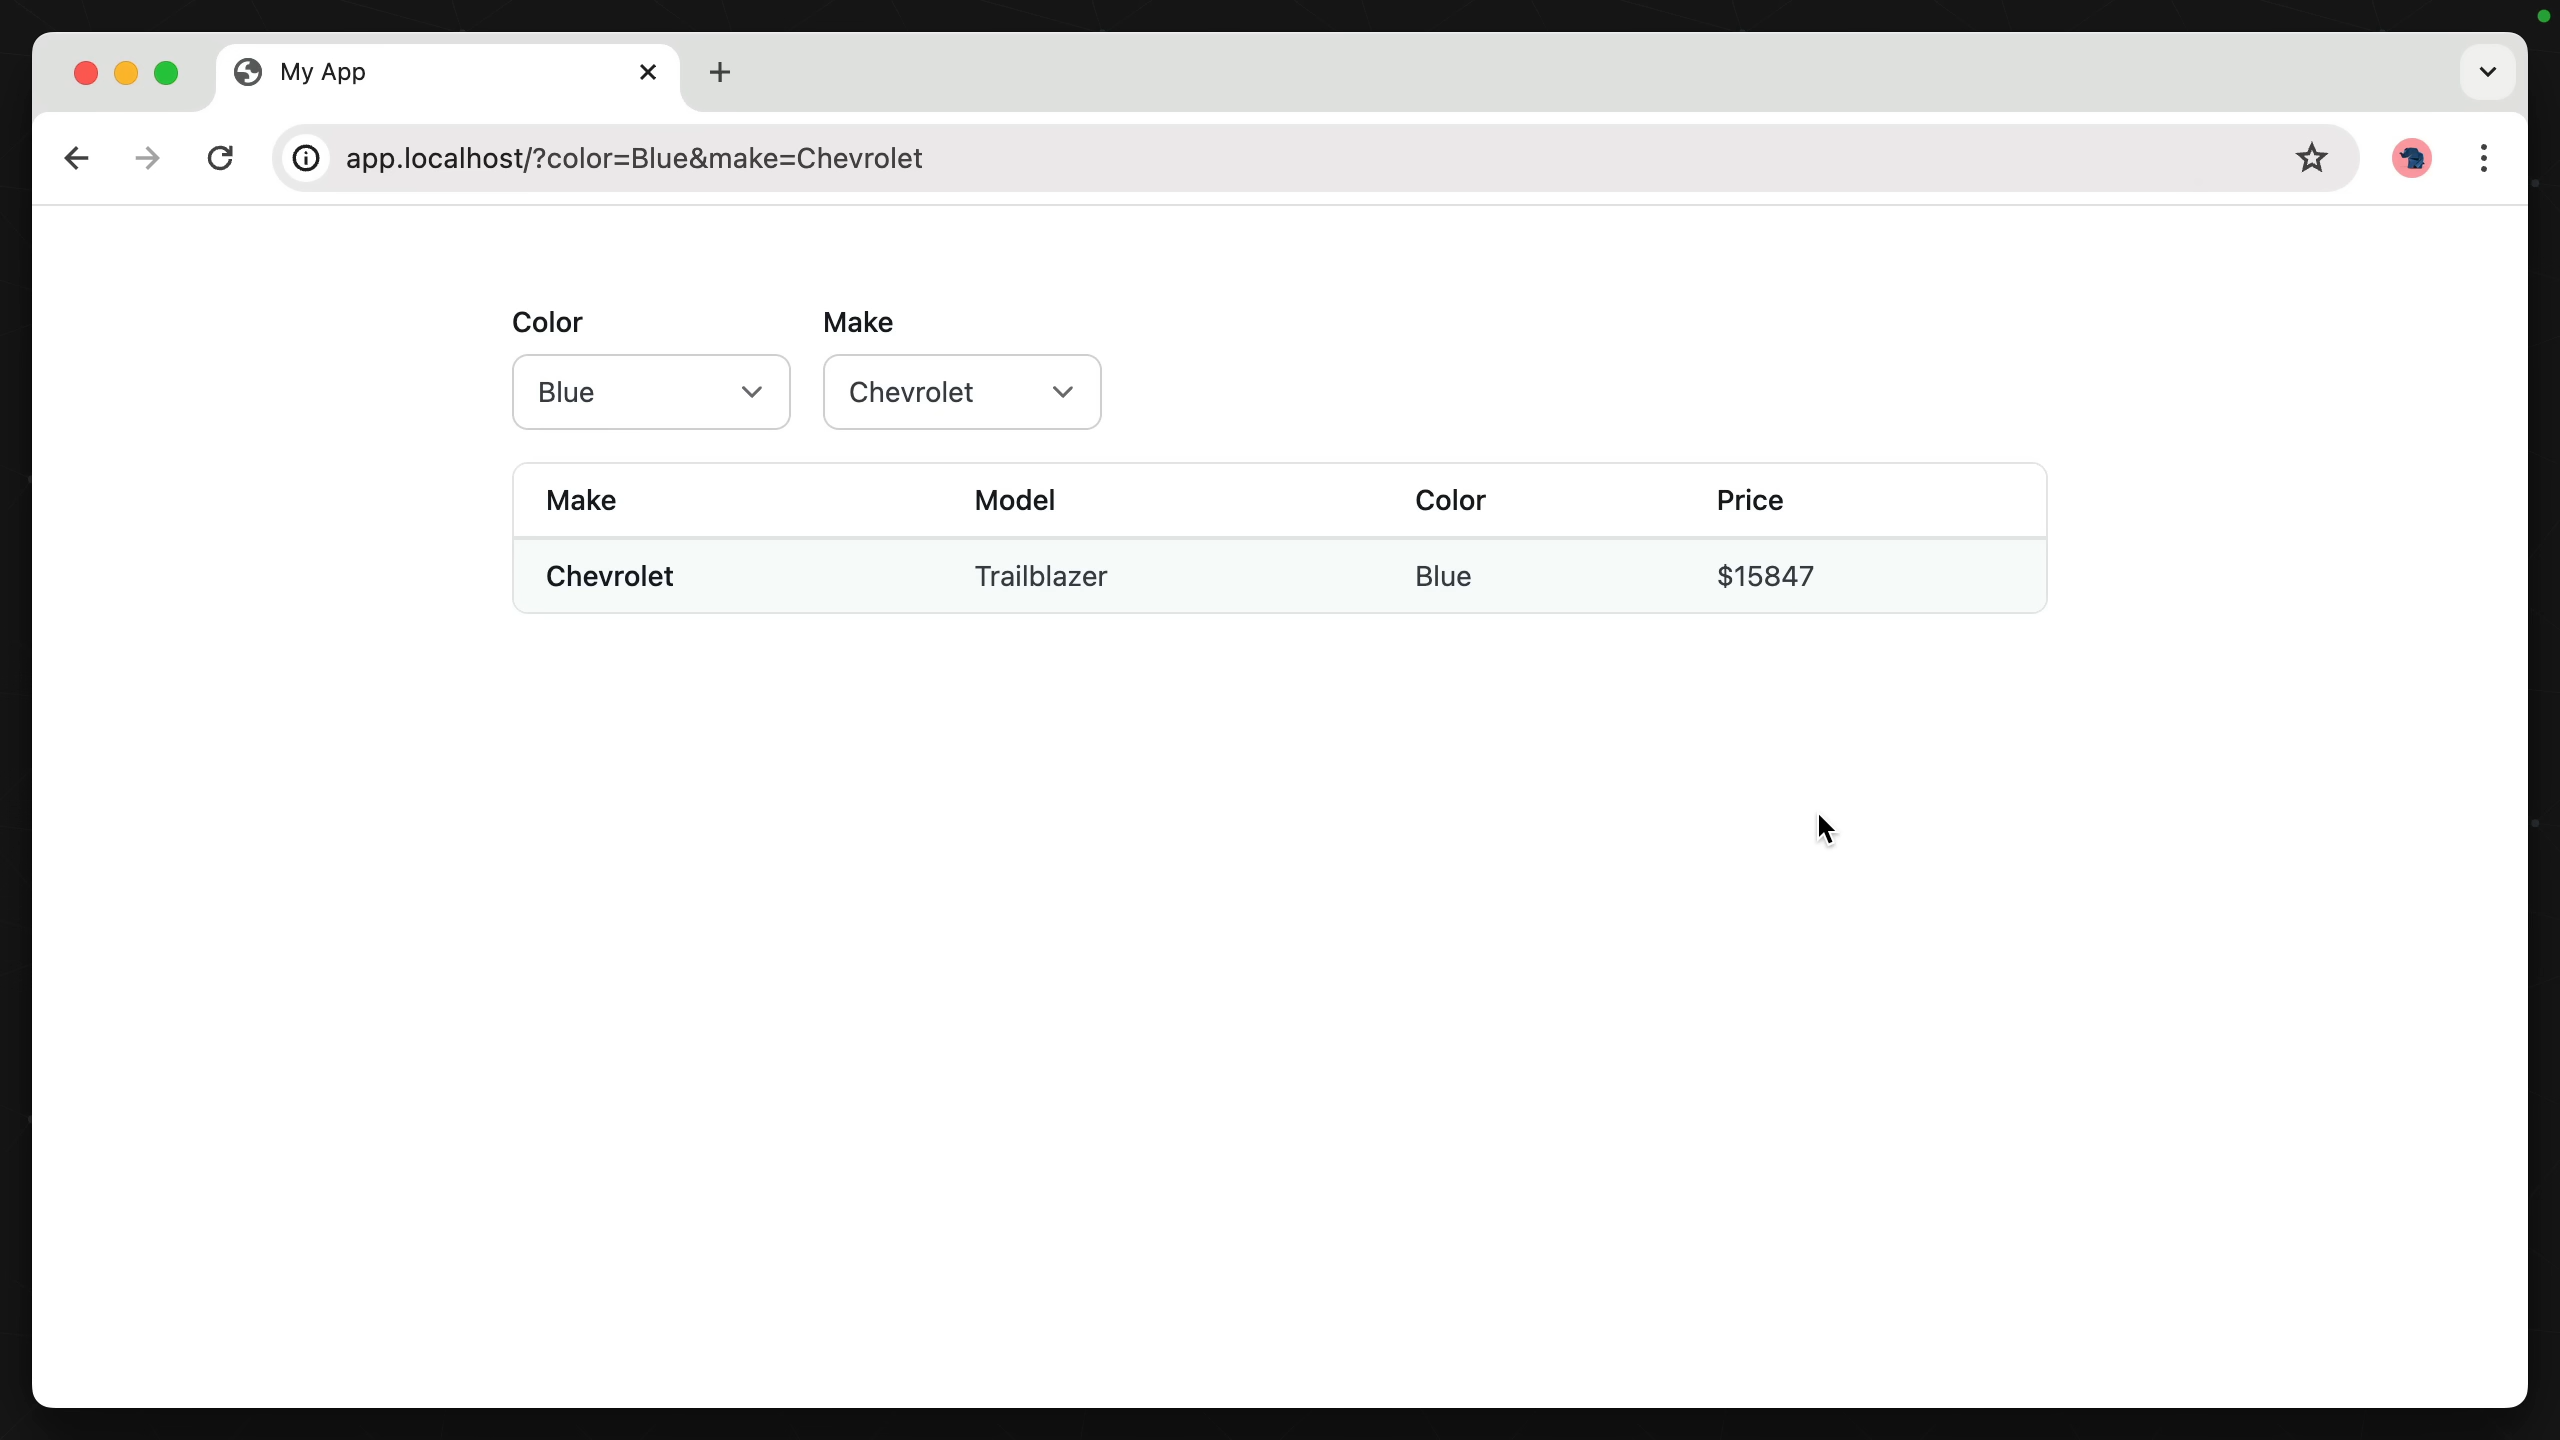 My App
app.localhost/?color=Blue&make=Chevrolet
Color Make
Blue Chevrolet
Make Model Color Price
Chevrolet Trailblazer Blue $15847